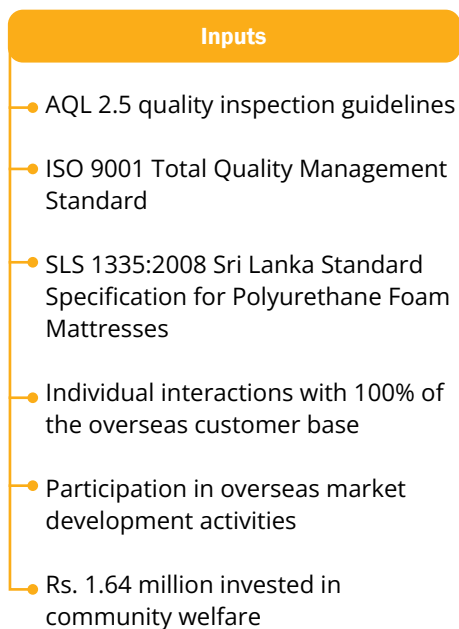 Inputs
AQL 2.5 quality inspection guidelines
ISO 9001 Total Quality Management
Standard
SLS 1335:2008 Sri Lanka Standard
Specification for Polyurethane Foam
Mattresses
Individual interactions with 100% of
the overseas customer base
Participation in overseas market
development activities
Rs. 1.64 million invested in
community welfare